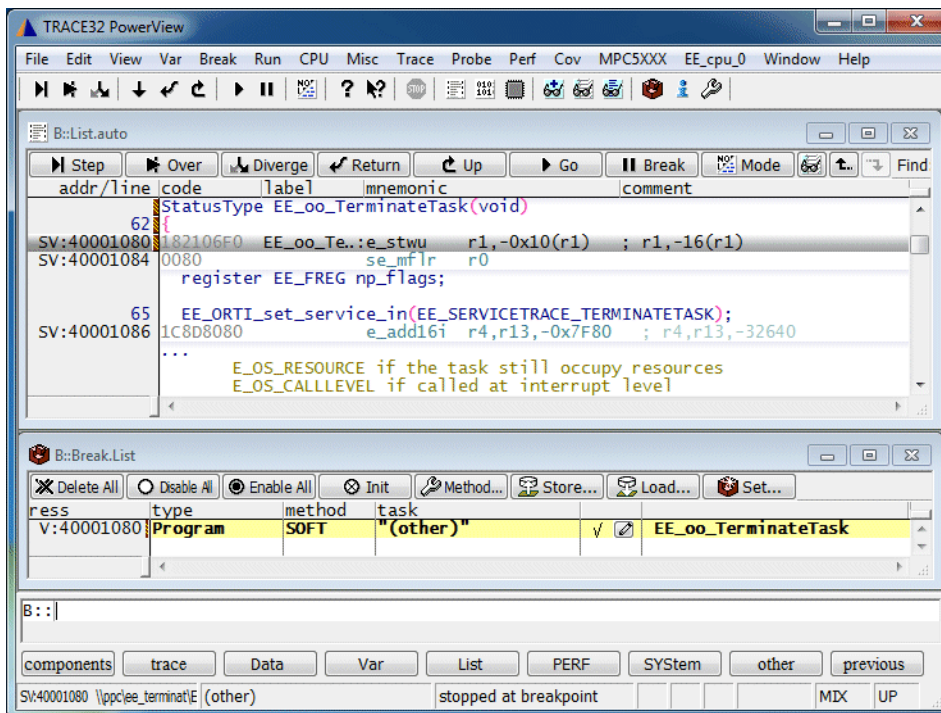 TRACE32 PowerView
File Edit View Var Break Run CPU Misc Trace Probe Perf Cov MPC5XXX EE_cpu_0 Window Help
B::List.auto
Step Over Diverge Return Up Go Break Mode Find
addr/line code label mnemonic comment
StatusType EE_oo_TerminateTask(void)
62 {
SV:40001080 182106F0 EE_oo_Te..:e_stwu r1,-0x10(r1) ; r1,-16(r1)
SV:40001084 0080 se_mflr r0
register EE_FREG np_flags;
65 EE_ORTI_set_service_in(EE_SERVICETRACE_TERMINATETASK);
SV:40001086 1C8D8080 e_add16i r4,r13,-0x7F80 ; r4,r13,-32640
...
E_OS_RESOURCE if the task still occupy resources
E_OS_CALLLEVEL if called at interrupt level
B::Break.List
Delete All Disable All Enable All Init Method... Store... Load... Set...
ress type method task
V:40001080 Program SOFT "(other)" √ EE_oo_TerminateTask
B::
components trace Data Var List PERF SYStem other previous
SV:40001080 \\ppc\ee_terminat\E (other) stopped at breakpoint MIX UP